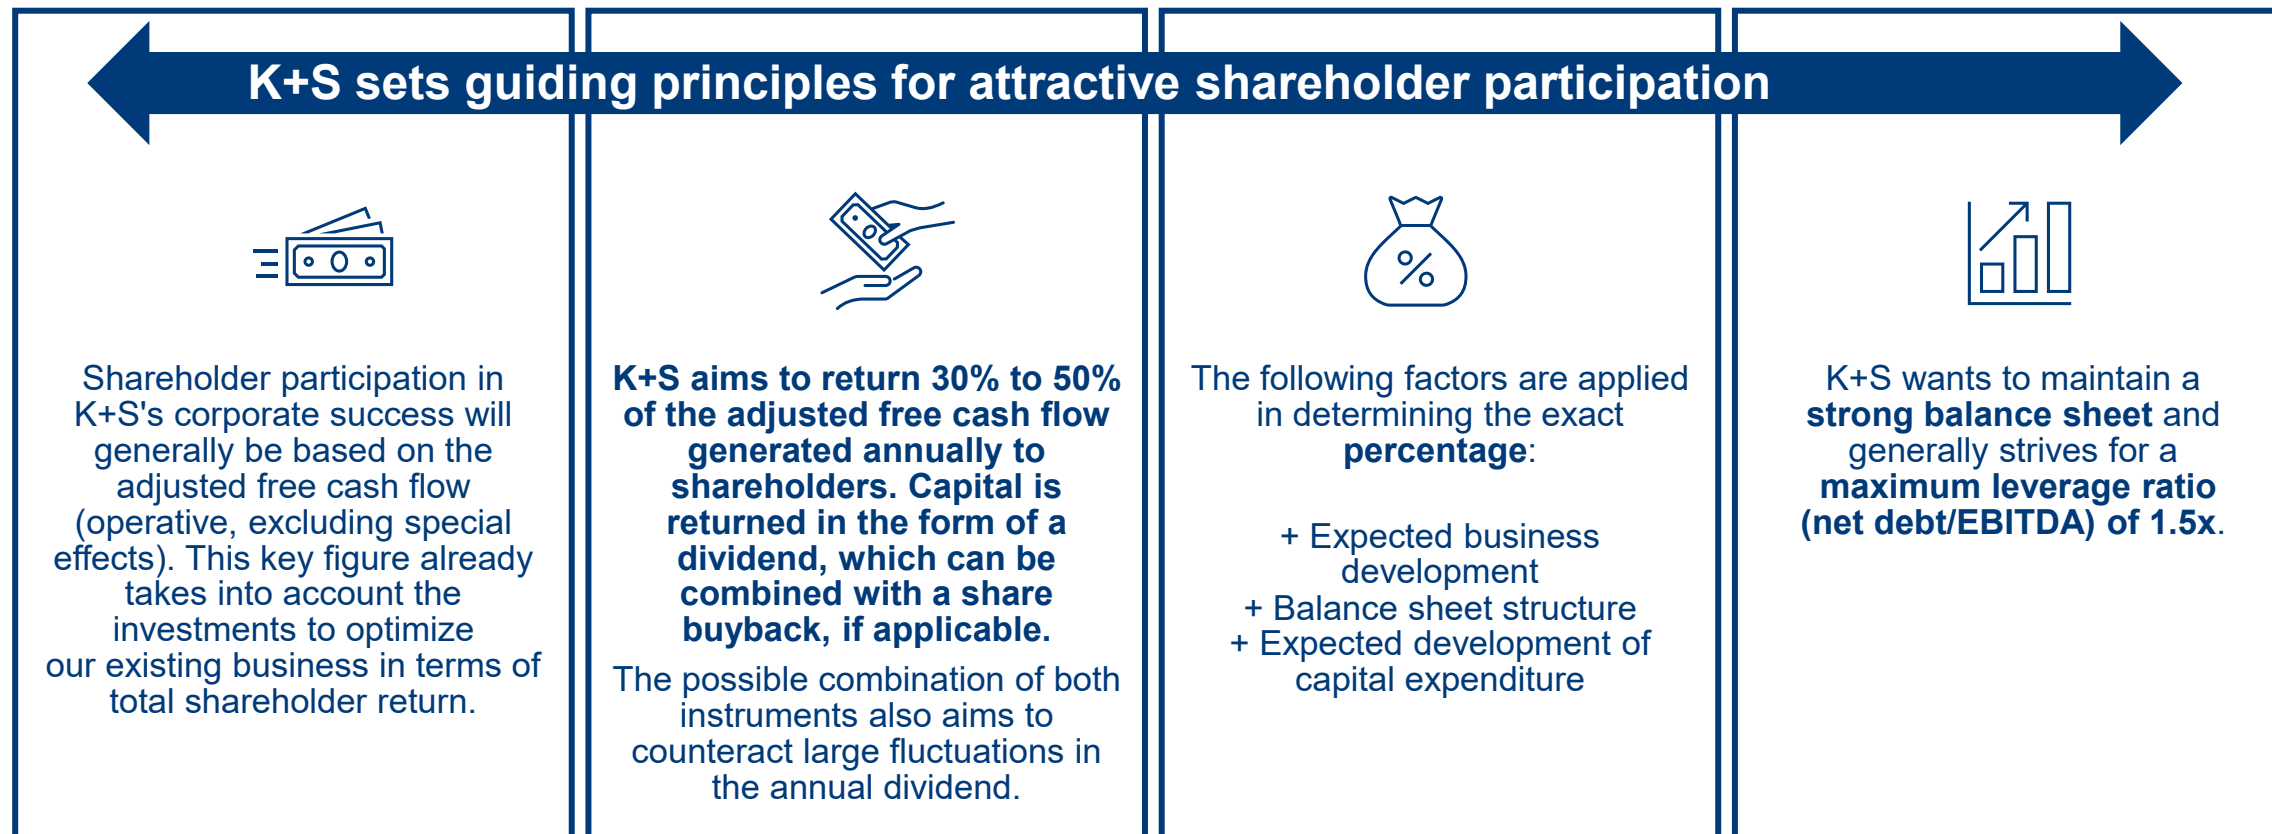 K+S sets guiding principles for attractive shareholder participation
Shareholder participation in
K+S's corporate success will
generally be based on the
adjusted free cash flow
(operative, excluding special
effects). This key figure already
takes into account the
investments to optimize
our existing business in terms of
total shareholder return.
K+S aims to return 30% to 50%
of the adjusted free cash flow
generated annually to
shareholders. Capital is
returned in the form of a
dividend, which can be
combined with a share
buyback, if applicable.
The possible combination of both
instruments also aims to
counteract large fluctuations in
the annual dividend.
%
The following factors are applied
in determining the exact
percentage:
+ Expected business
development
+ Balance sheet structure
+ Expected development of
capital expenditure
K+S wants to maintain a
strong balance sheet and
generally strives for a
maximum leverage ratio
(net debt/EBITDA) of 1.5x.